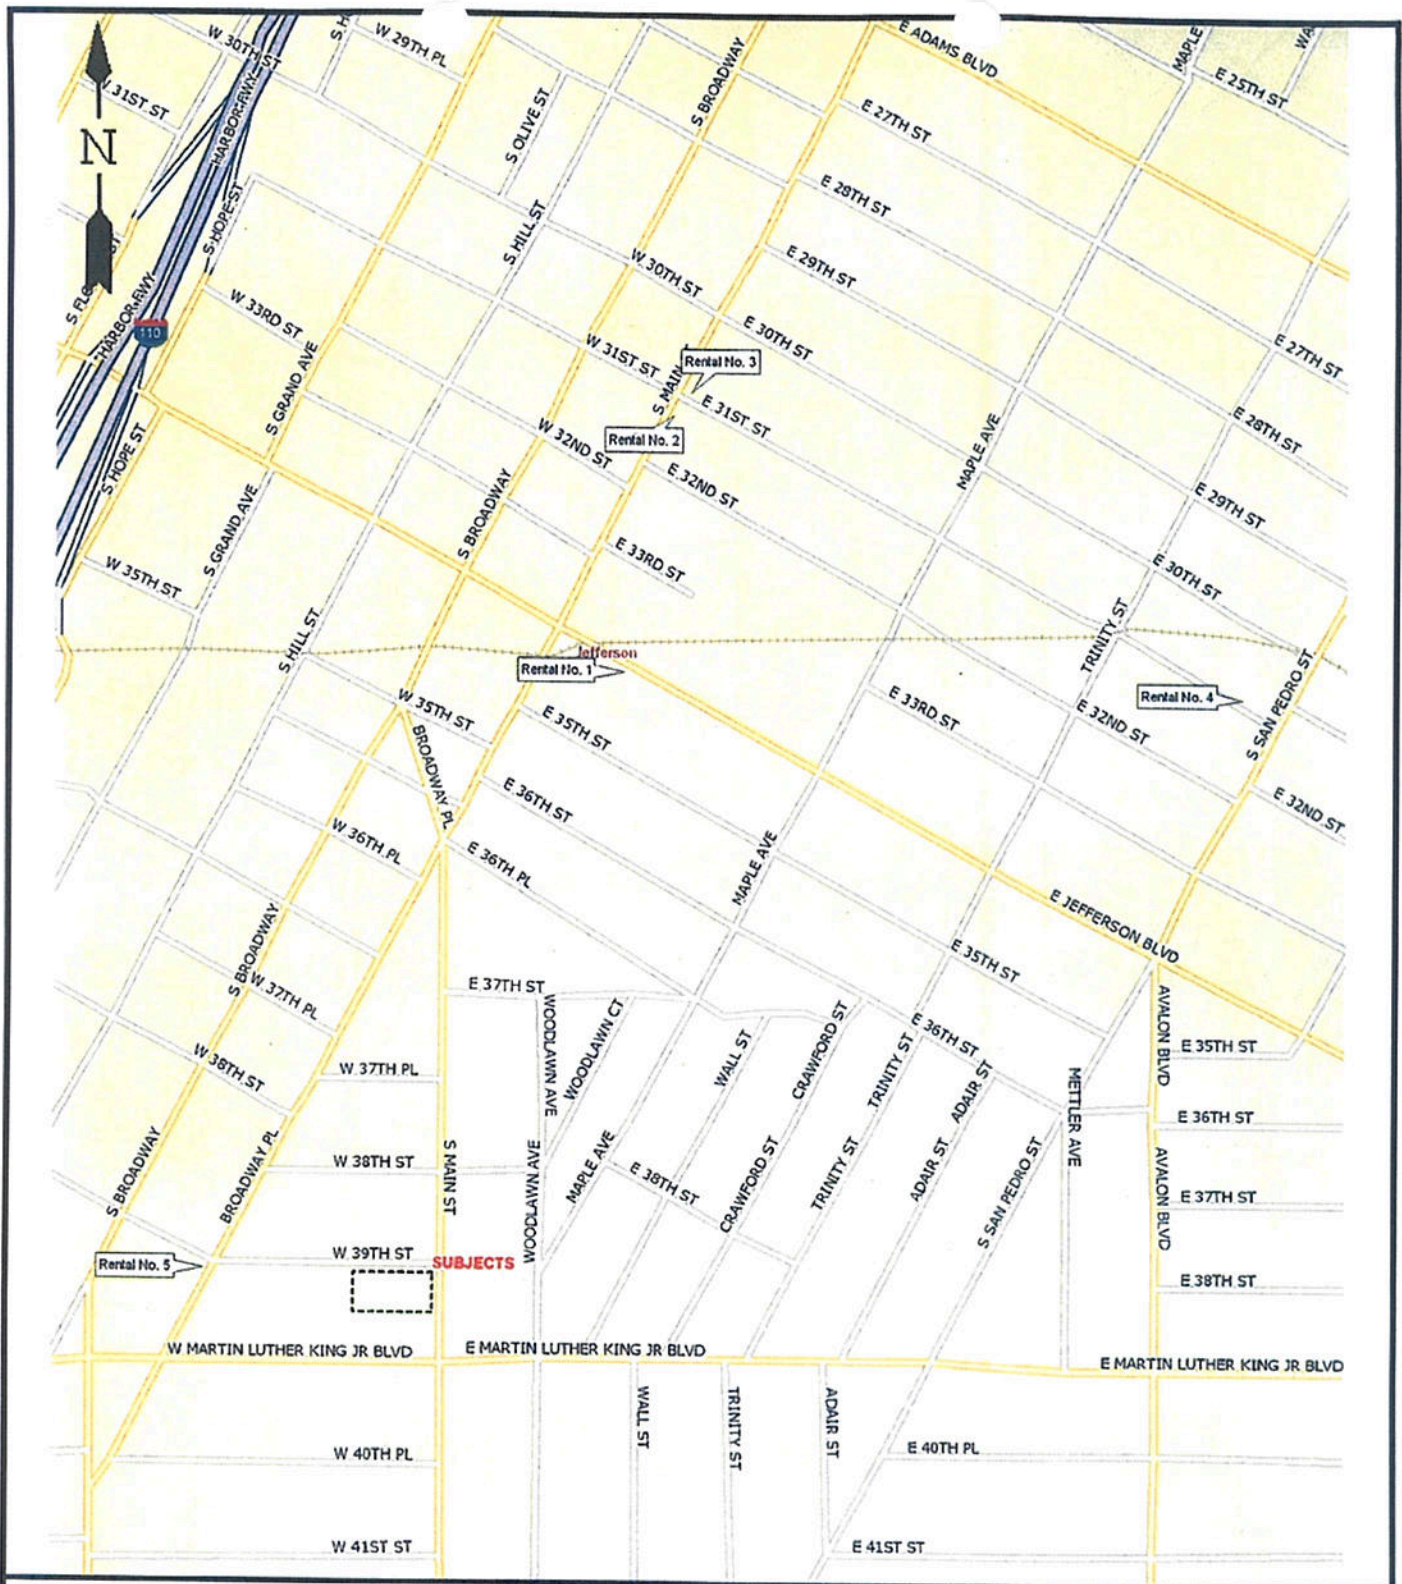 W 30TH ST
S H
W 29TH PL
S BROADWAY
E ADAMS BLVD
MAPLE
WA
E 25TH ST
W 31ST ST
HARBOR FWY
S OLIVE ST
E 27TH ST
N
S HOPE ST
S HILL ST
E 28TH ST
S FLO
ST
HARBOR FWY
110
W 33RD ST
W 30TH ST
E 29TH ST
E 30TH ST
W 31ST ST
Rental No. 3
E 27TH ST
S GRAND AVE
S MAIN
E 31ST ST
E 28TH ST
S HOPE ST
W 32ND ST
Rental No. 2
MAPLE AVE
E 32ND ST
E 29TH ST
S GRAND AVE
S BROADWAY
E 33RD ST
E 30TH ST
W 35TH ST
S HILL ST
Jefferson
Rental No. 1
TRINITY ST
Rental No. 4
S SAN PEDRO ST
W 35TH ST
E 35TH ST
E 33RD ST
E 32ND ST
BROADWAY PL
E 36TH ST
E 32ND ST
W 36TH PL
E 36TH PL
MAPLE AVE
E JEFFERSON BLVD
S BROADWAY
E 35TH ST
W 37TH PL
E 37TH ST
WOODLAWN AVE
WOODLAWN CT
WALL ST
CRAWFORD ST
E 36TH ST
TRINITY ST
ADAIR ST
AVALON BLVD
E 35TH ST
W 38TH ST
W 37TH PL
METTLER AVE
E 36TH ST
S BROADWAY
BROADWAY PL
W 38TH ST
S MAIN ST
WOODLAWN AVE
MAPLE AVE
E 38TH ST
CRAWFORD ST
TRINITY ST
ADAIR ST
S SAN PEDRO ST
AVALON BLVD
E 37TH ST
Rental No. 5
W 39TH ST
SUBJECTS
E 38TH ST
W MARTIN LUTHER KING JR BLVD
E MARTIN LUTHER KING JR BLVD
E MARTIN LUTHER KING JR BLVD
WALL ST
TRINITY ST
ADAIR ST
W 40TH PL
E 40TH PL
W 41ST ST
E 41ST ST